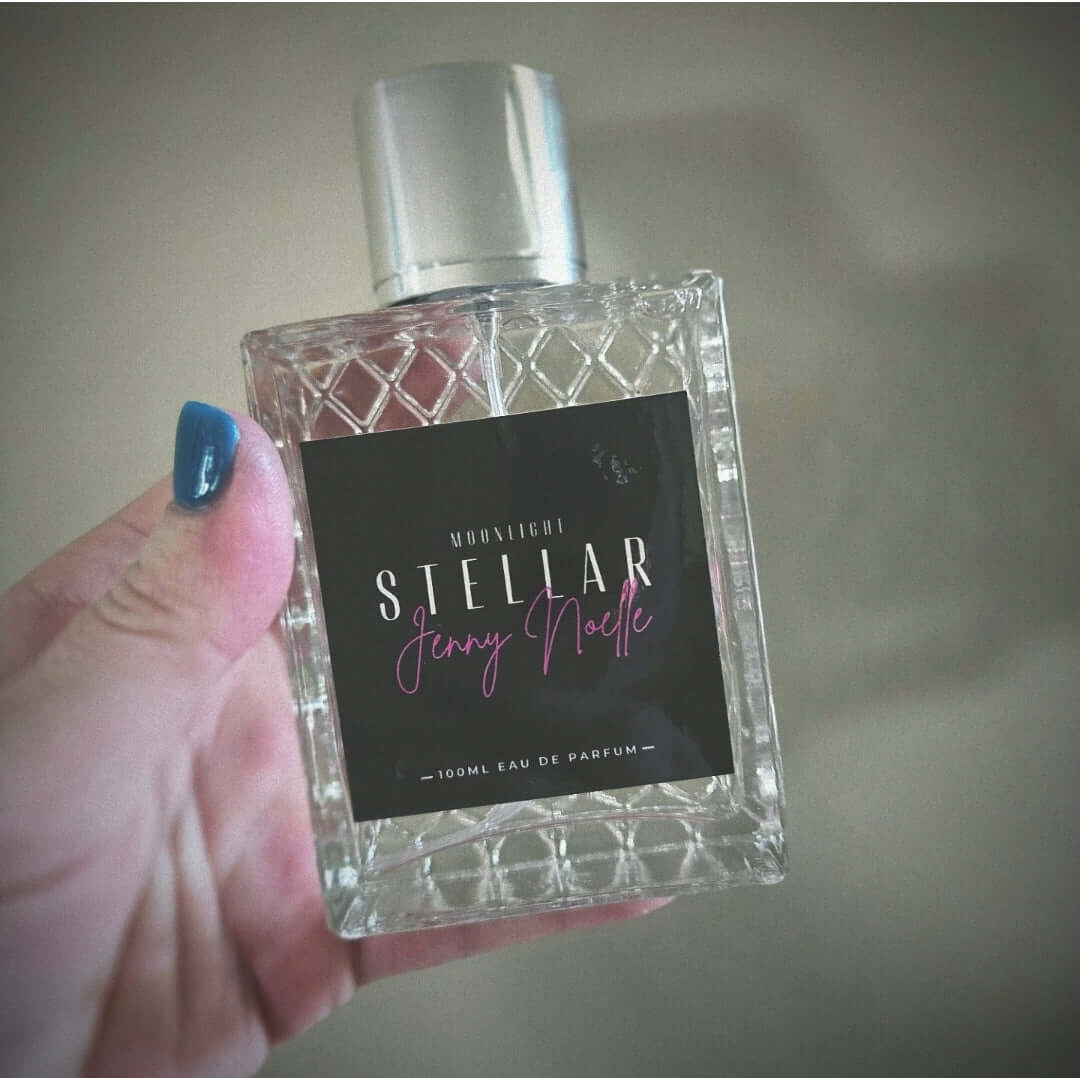 MOONLIGHT
STELLAR
Jenny Noelle
—100ML EAU DE PARFUM—